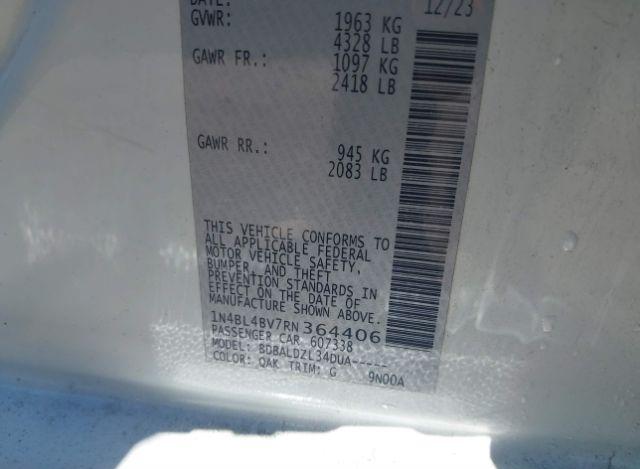 DATE: 12/23
GVWR: 1963 KG
4328 LB
GAWR FR.: 1097 KG
2418 LB
GAWR RR.: 945 KG
2083 LB
THIS VEHICLE CONFORMS TO
ALL APPLICABLE FEDERAL
MOTOR VEHICLE SAFETY,
BUMPER, AND THEFT
PREVENTION STANDARDS IN
EFFECT ON THE DATE OF
MANUFACTURE SHOWN ABOVE.
1N4BL4BV7RN364406
PASSENGER CAR 607338
MODEL: BDBALDZL34DUA-----
COLOR: QAK TRIM: G 9N00A